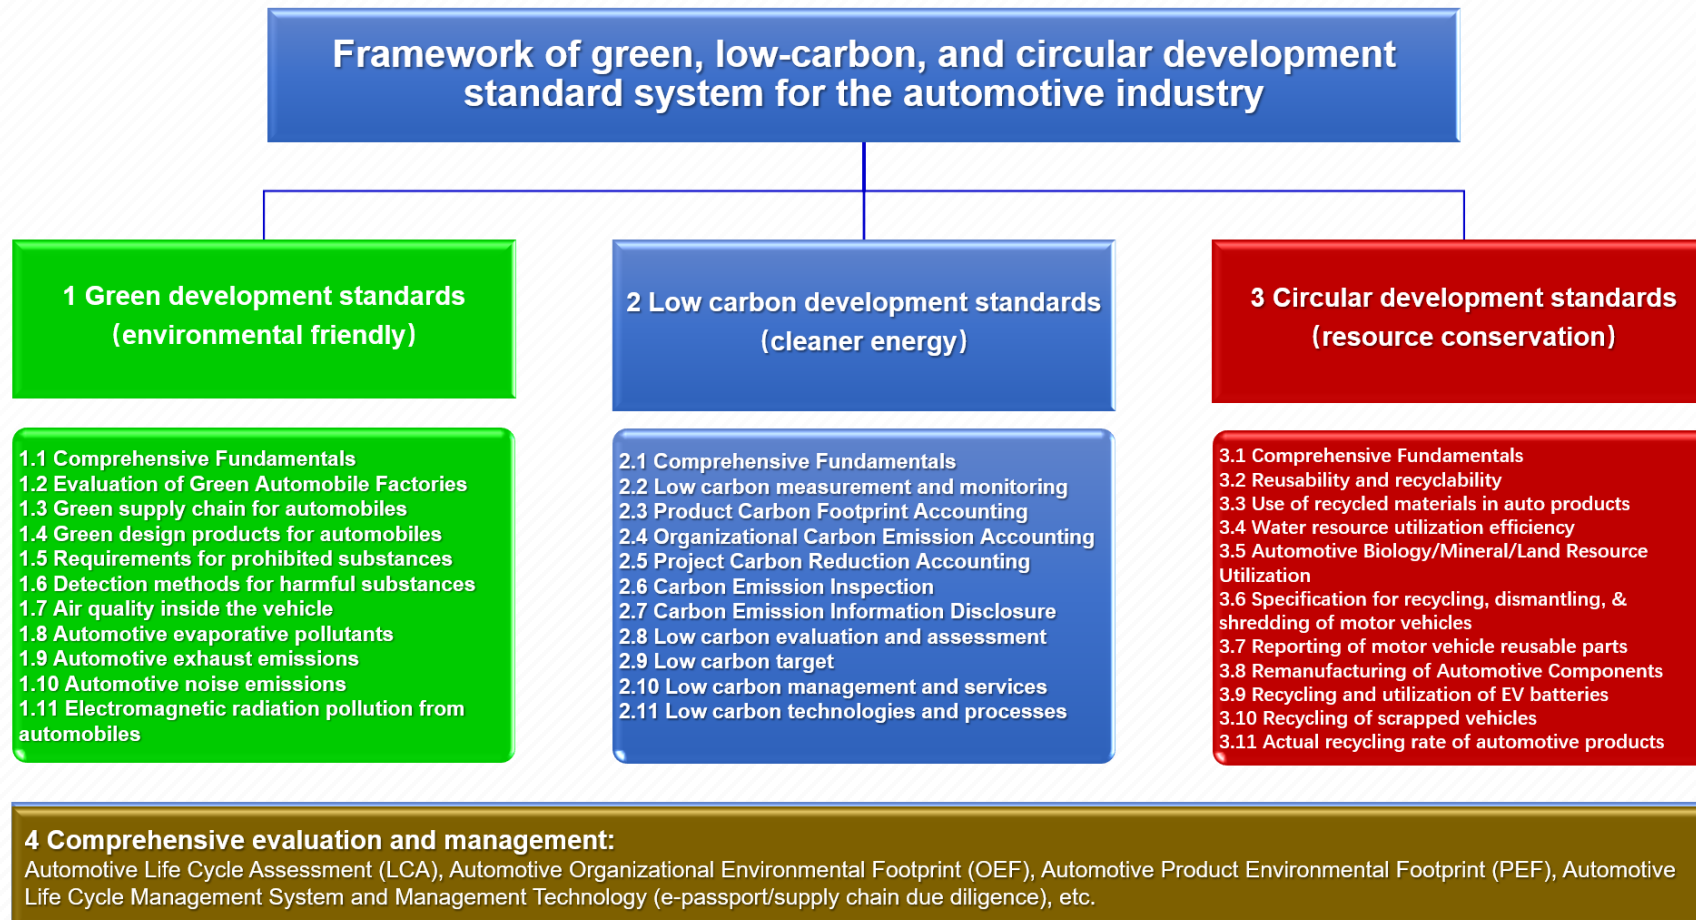 Framework of green, low-carbon, and circular development
standard system for the automotive industry
1 Green development standards
(environmental friendly)
1.1 Comprehensive Fundamentals
1.2 Evaluation of Green Automobile Factories
1.3 Green supply chain for automobiles
1.4 Green design products for automobiles
1.5 Requirements for prohibited substances
1.6 Detection methods for harmful substances
1.7 Air quality inside the vehicle
1.8 Automotive evaporative pollutants
1.9 Automotive exhaust emissions
1.10 Automotive noise emissions
1.11 Electromagnetic radiation pollution from
automobiles
2 Low carbon development standards
(cleaner energy)
2.1 Comprehensive Fundamentals
2.2 Low carbon measurement and monitoring
2.3 Product Carbon Footprint Accounting
2.4 Organizational Carbon Emission Accounting
2.5 Project Carbon Reduction Accounting
2.6 Carbon Emission Inspection
2.7 Carbon Emission Information Disclosure
2.8 Low carbon evaluation and assessment
2.9 Low carbon target
2.10 Low carbon management and services
2.11 Low carbon technologies and processes
3 Circular development standards
(resource conservation)
3.1 Comprehensive Fundamentals
3.2 Reusability and recyclability
3.3 Use of recycled materials in auto products
3.4 Water resource utilization efficiency
3.5 Automotive Biology/Mineral/Land Resource
Utilization
3.6 Specification for recycling, dismantling, &
shredding of motor vehicles
3.7 Reporting of motor vehicle reusable parts
3.8 Remanufacturing of Automotive Components
3.9 Recycling and utilization of EV batteries
3.10 Recycling of scrapped vehicles
3.11 Actual recycling rate of automotive products
4 Comprehensive evaluation and management:
Automotive Life Cycle Assessment (LCA), Automotive Organizational Environmental Footprint (OEF), Automotive Product Environmental Footprint (PEF), Automotive
Life Cycle Management System and Management Technology (e-passport/supply chain due diligence), etc.